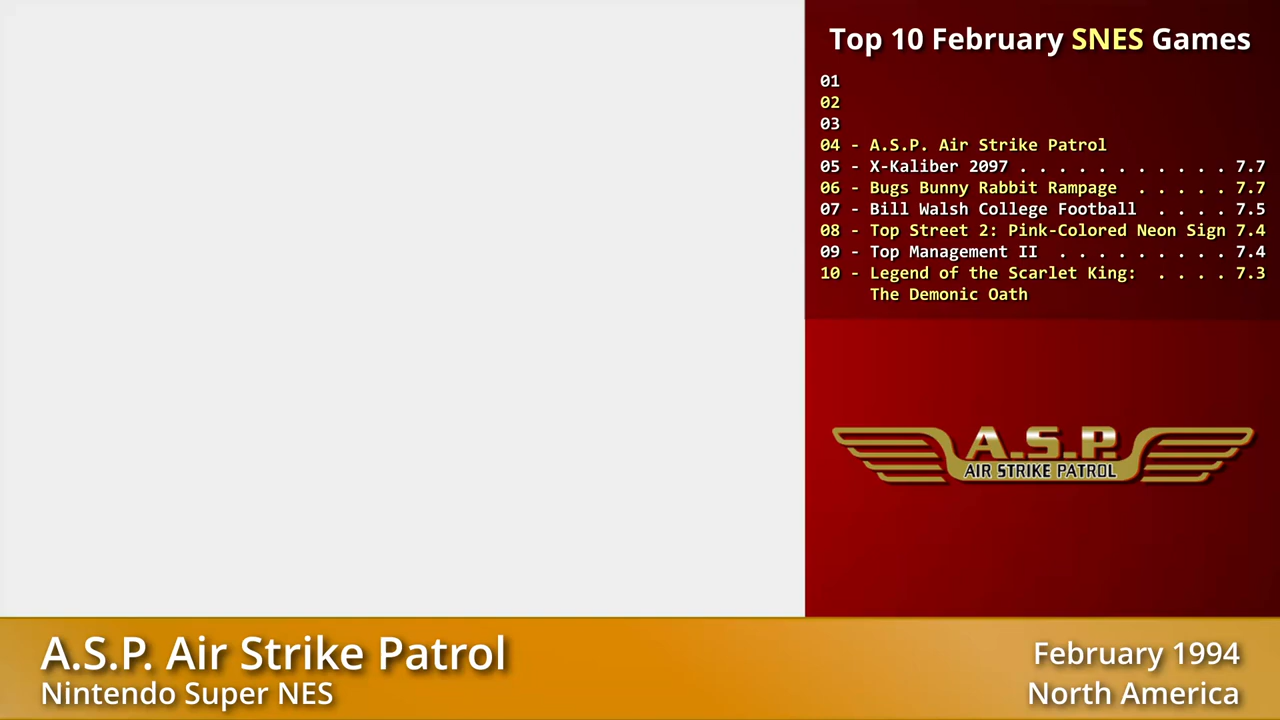 Top 10 February SNES Games
01
02
03
04 - A.S.P. Air Strike Patrol
05 - X-Kaliber 2097 . . . . . . . . . . . 7.7
06 - Bugs Bunny Rabbit Rampage . . . . . 7.7
07 - Bill Walsh College Football . . . . 7.5
08 - Top Street 2: Pink-Colored Neon Sign 7.4
09 - Top Management II . . . . . . . . . 7.4
10 - Legend of the Scarlet King: . . . . 7.3
The Demonic Oath
A.S.P.
AIR STRIKE PATROL
A.S.P. Air Strike Patrol
Nintendo Super NES
February 1994
North America